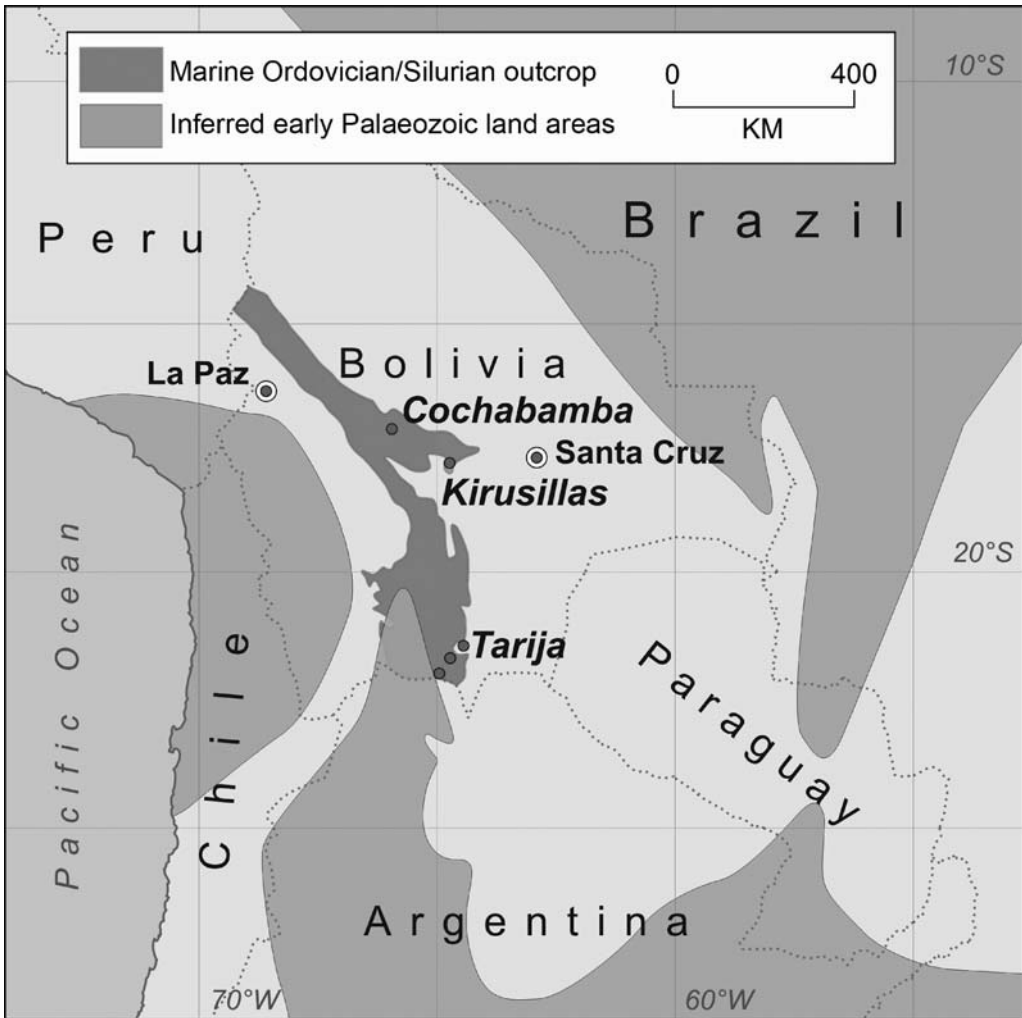 Marine Ordovician/Silurian outcrop
Inferred early Palaeozoic land areas
0 400
KM
10°S
Brazil
Peru
Bolivia
La Paz
Cochabamba
Santa Cruz
Kirusillas
20°S
Pacific Ocean
Chile
Tarija
Paraguay
Argentina
70°W
60°W